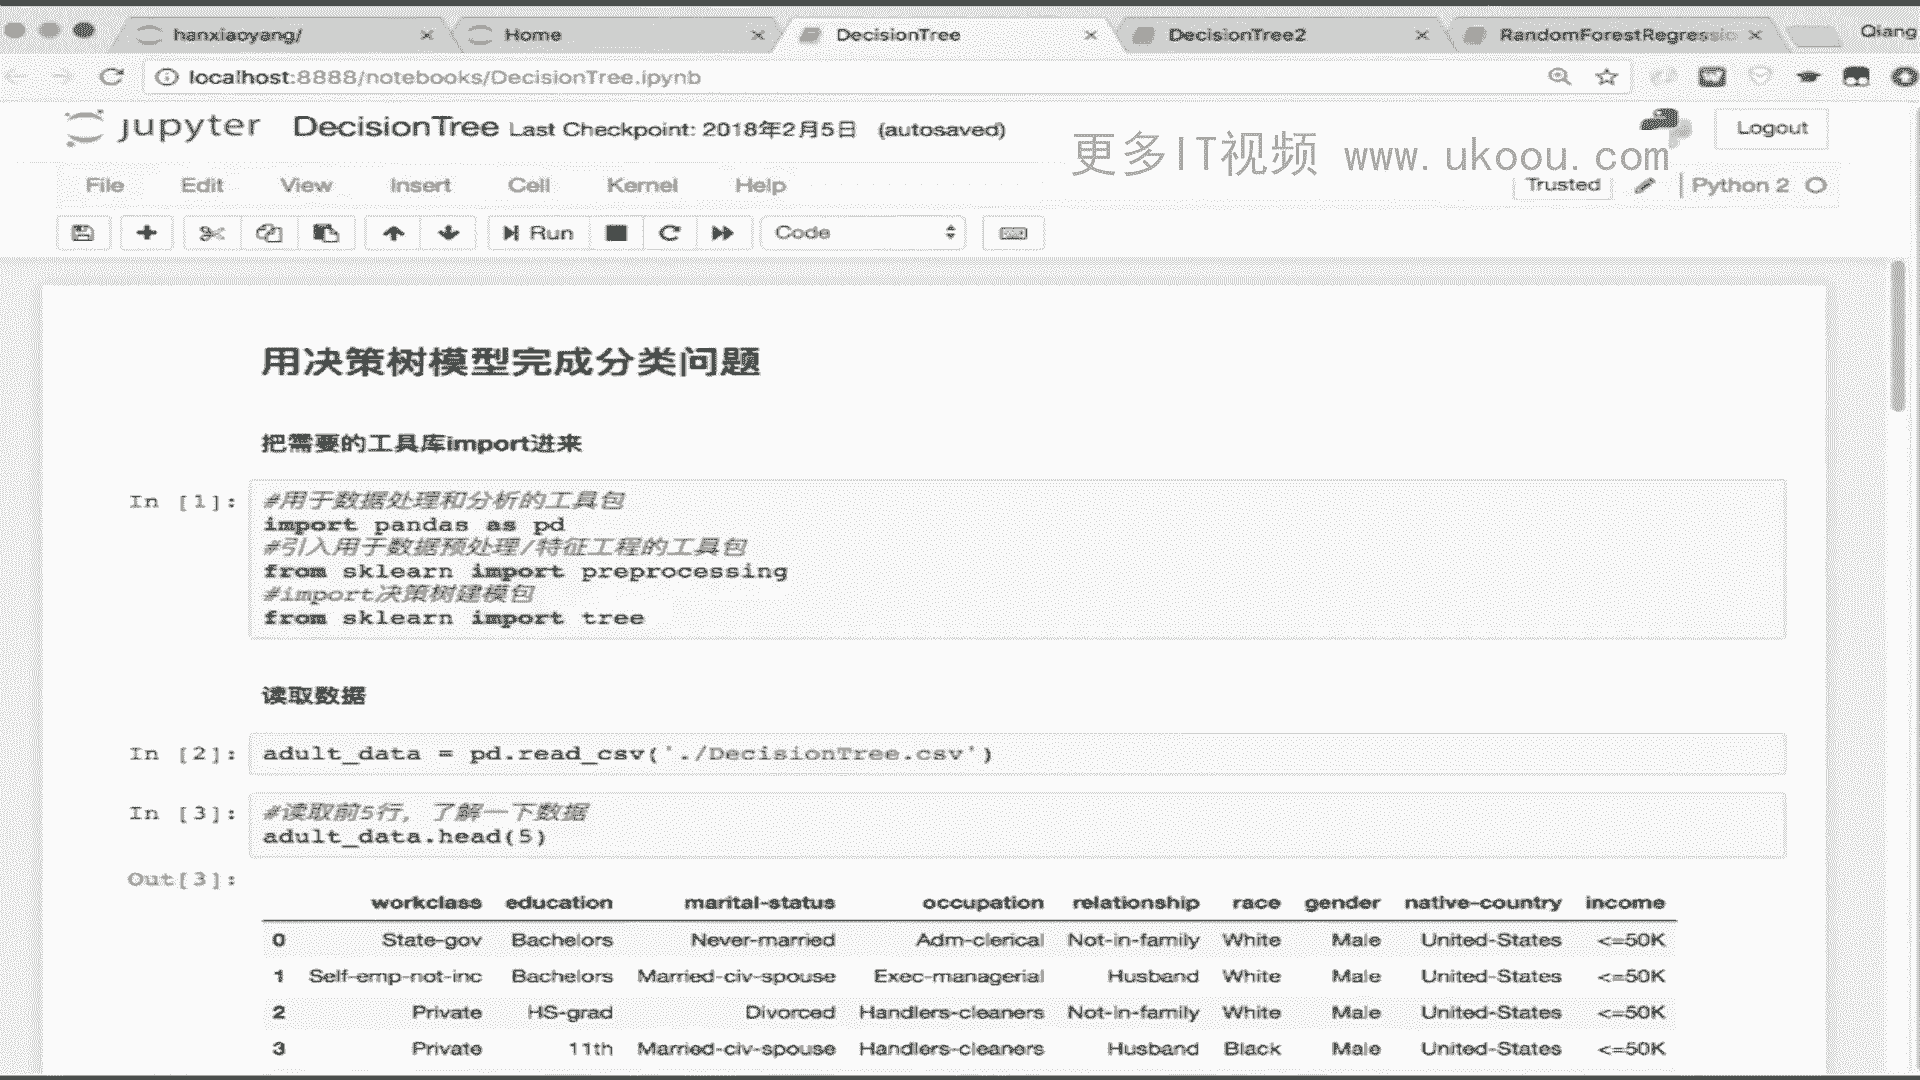 hanxiaoyang/ Home DecisionTree DecisionTree2 RandomForestRegressio Qiang
localhost:8888/notebooks/DecisionTree.ipynb
jupyter DecisionTree Last Checkpoint: 2018年2月5日 (autosaved)
Logout
更多IT视频 www.ukoou.com
File Edit View Insert Cell Kernel Help
Trusted Python 2
Run Code
用决策树模型完成分类问题
把需要的工具库import进来
In [1]: #用于数据处理和分析的工具包
import pandas as pd
#引入用于数据预处理/特征工程的工具包
from sklearn import preprocessing
#import决策树建模包
from sklearn import tree
读取数据
In [2]: adult_data = pd.read_csv('./DecisionTree.csv')
In [3]: #读取前5行，了解一下数据
adult_data.head(5)
Out[3]:
workclass education marital-status occupation relationship race gender native-country income
0 State-gov Bachelors Never-married Adm-clerical Not-in-family White Male United-States <=50K
1 Self-emp-not-inc Bachelors Married-civ-spouse Exec-managerial Husband White Male United-States <=50K
2 Private HS-grad Divorced Handlers-cleaners Not-in-family White Male United-States <=50K
3 Private 11th Married-civ-spouse Handlers-cleaners Husband Black Male United-States <=50K